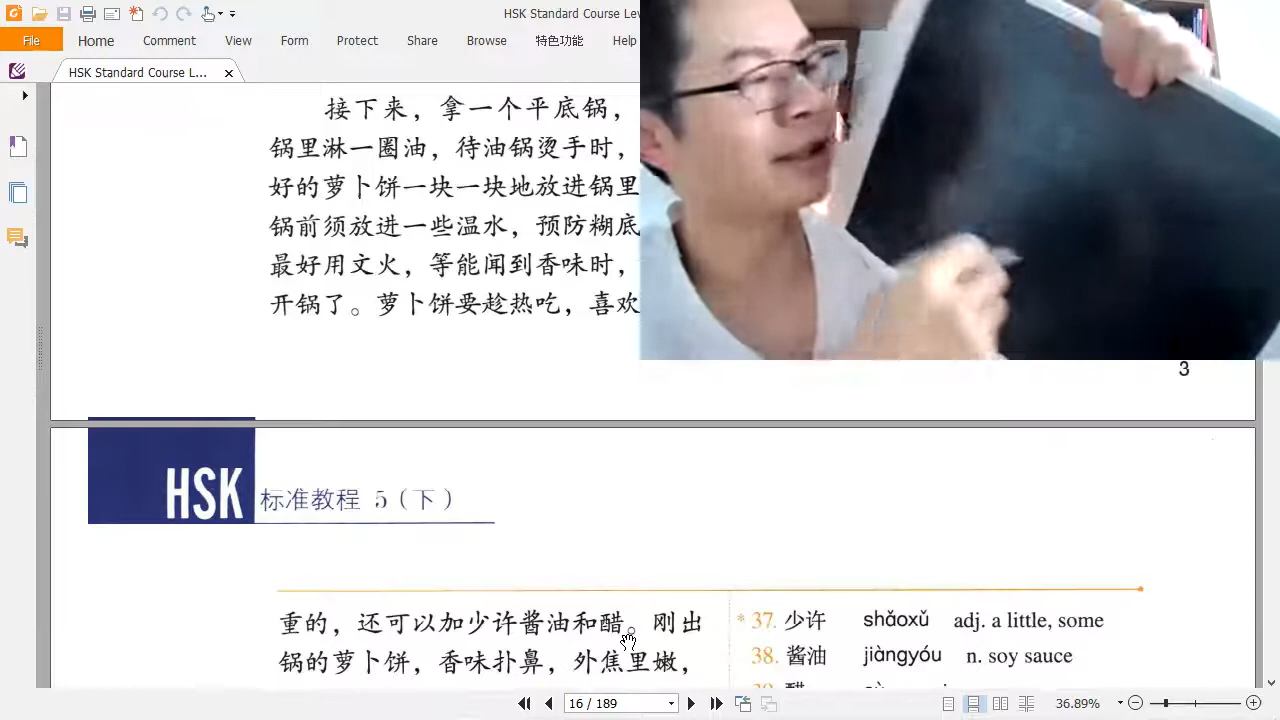 HSK Standard Course Lev
File Home Comment View Form Protect Share Browse 特色功能 Help
HSK Standard Course L...
接下来，拿一个平底锅，
锅里淋一圈油，待油锅烫手时，
好的萝卜饼一块一块地放进锅里
锅前须放进一些温水，预防糊底
最好用文火，等能闻到香味时，
开锅了。萝卜饼要趁热吃，喜欢
3
HSK 标准教程 5（下）
重的，还可以加少许酱油和醋。刚出
锅的萝卜饼，香味扑鼻，外焦里嫩，
* 37. 少许 shǎoxǔ adj. a little, some
38. 酱油 jiàngyóu n. soy sauce
16 / 189
36.89%